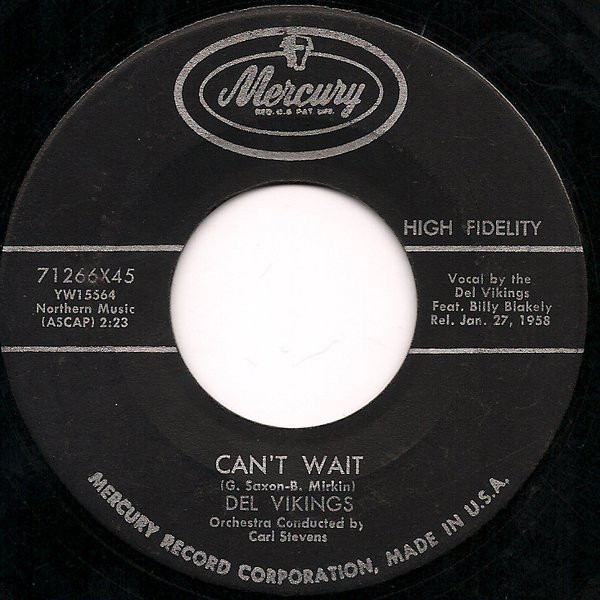 Mercury
REG. U.S PAT. OFF.
HIGH FIDELITY
71266X45
YW15564
Northern Music
(ASCAP) 2:23
Vocal by the
Del Vikings
Feat. Billy Blakely
Rel. Jan. 27, 1958
CAN'T WAIT
(G. Saxon-B. Mirkin)
DEL VIKINGS
Orchestra Conducted by
Carl Stevens
MERCURY RECORD CORPORATION, MADE IN U.S.A.